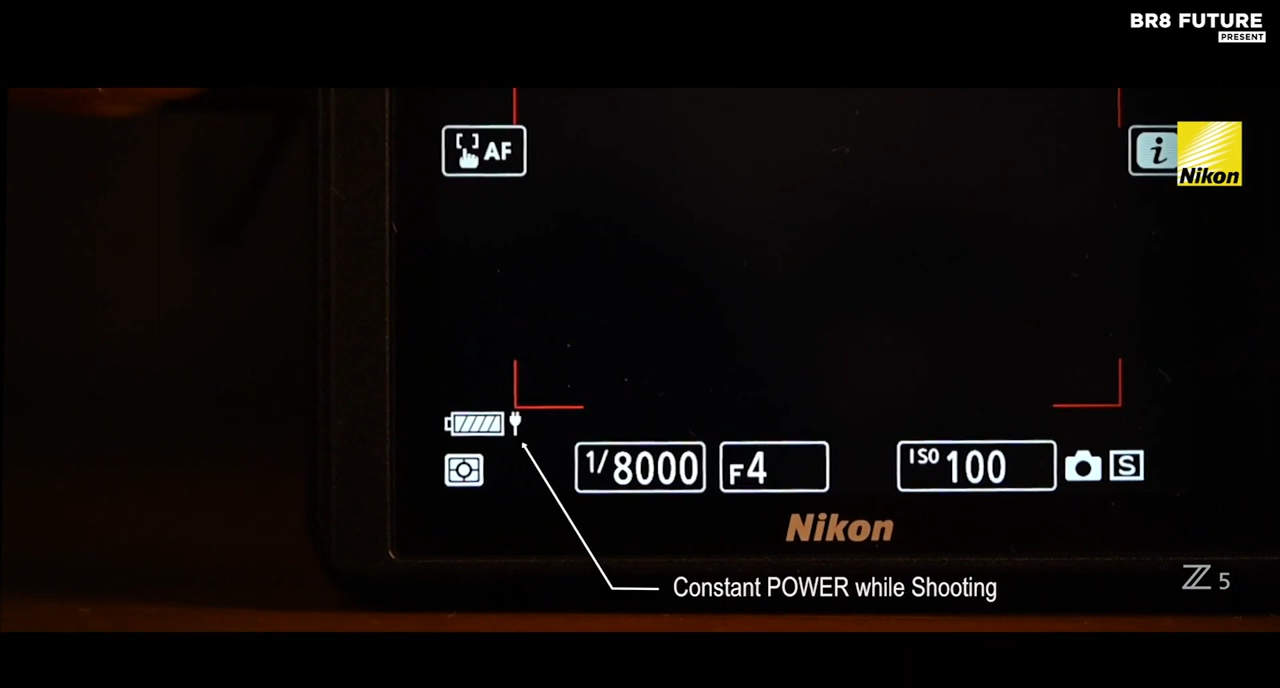 BR8 FUTURE
PRESENT
AF
i
Nikon
1/8000
F4
ISO 100
S
Nikon
Constant POWER while Shooting
Z 5